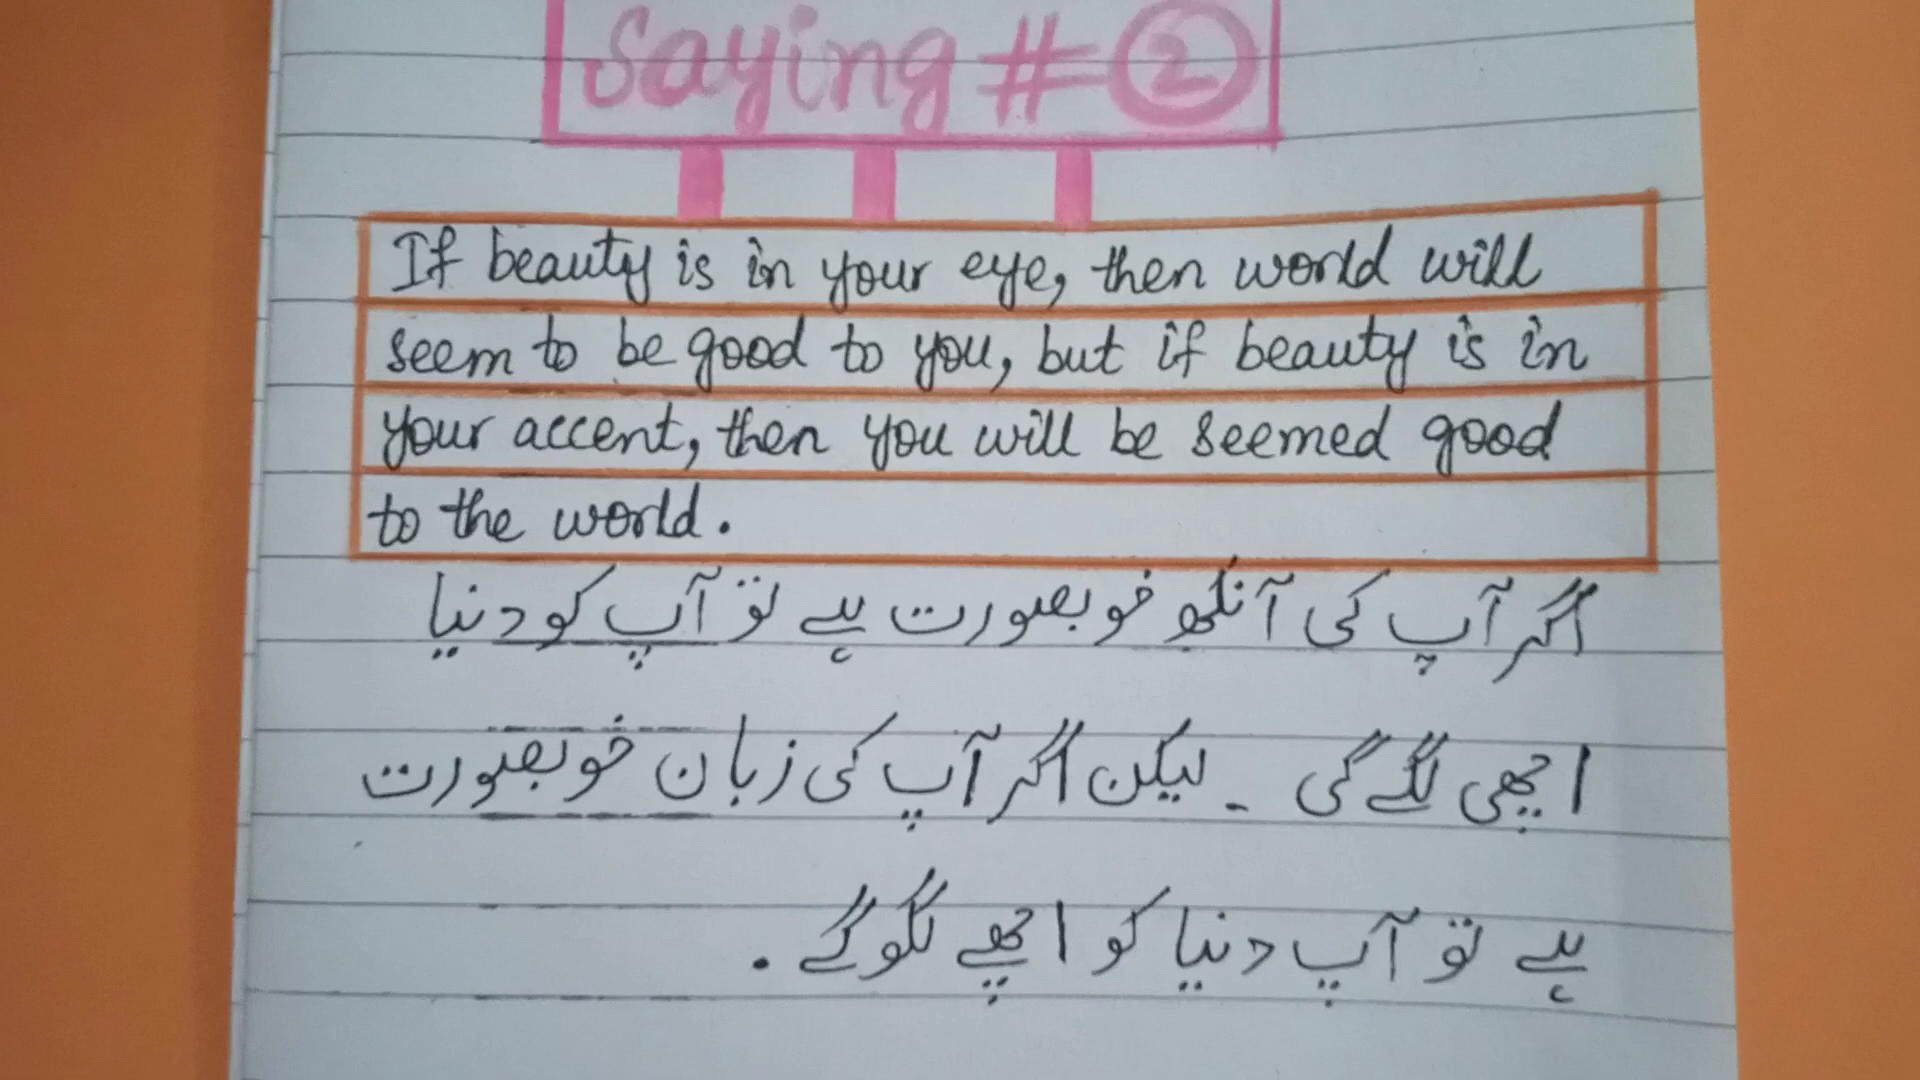 Saying # 2
If beauty is in your eye, then world will
seem to be good to you, but if beauty is in
your accent, then you will be seemed good
to the world.
اگر آپ کی آنکھ خوبصورت ہے تو آپ کو دنیا
اچھی لگے گی ۔ لیکن اگر آپ کی زبان خوبصورت
ہے تو آپ دنیا کو اچھے لگو گے .